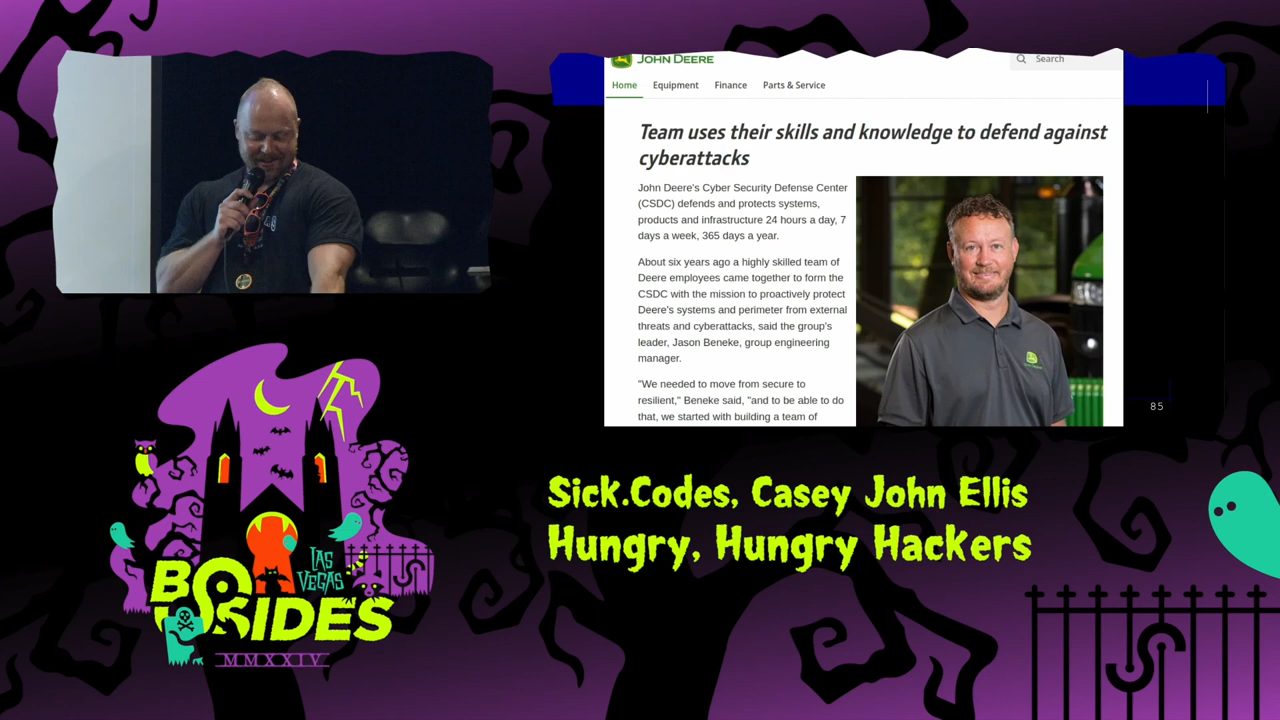 JOHN DEERE
Search
Home Equipment Finance Parts & Service
Team uses their skills and knowledge to defend against
cyberattacks
John Deere's Cyber Security Defense Center
(CSDC) defends and protects systems,
products and infrastructure 24 hours a day, 7
days a week, 365 days a year.
About six years ago a highly skilled team of
Deere employees came together to form the
CSDC with the mission to proactively protect
Deere's systems and perimeter from external
threats and cyberattacks, said the group's
leader, Jason Beneke, group engineering
manager.
"We needed to move from secure to
resilient," Beneke said, "and to be able to do
that, we started with building a team of
85
Sick.Codes, Casey John Ellis
Hungry, Hungry Hackers
LAS
VEGAS
BSIDES
MMXXIV